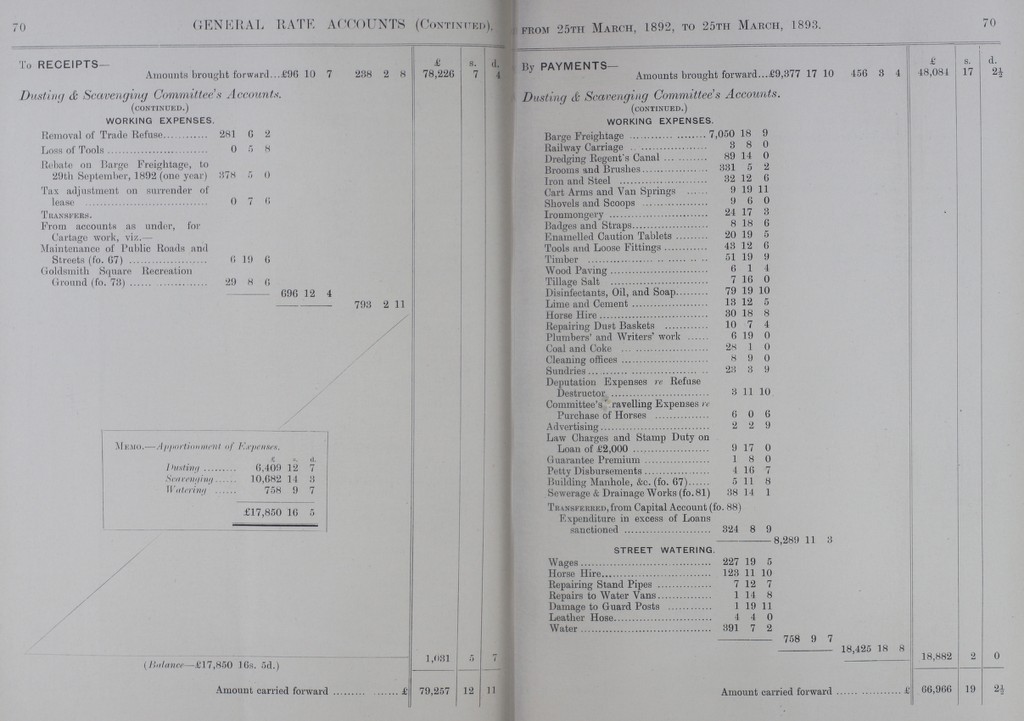 70
GENERAL RATE ACCOUNTS (Continued),
To RECEIPTS— £ s. d.
Amounts brought forward...£96 10 7 238 2 8 78,226 7 4
Dusting & Scavenging Committee's Accounts.
(CONTINUED.)
WORKING EXPENSES.
Removal of Trade Refuse............ 281 6 2
Loss of Tools .......................... 0 5 8
Rebate on Barge Freightage, to
29th September, 1892 (one year) 378 5 0
Tax adjustment on surrender of
lease ................................ 0 7 6
Transfers.
From accounts as under, for
Cartage work, viz.—
Maintenance of Public Roads and
Streets (fo. 67) ..................... 6 19 6
Goldsmith Square Recreation
Ground (fo. 73) ..................... 29 8 6
696 12 4
793 2 11
Memo.—Apportionment of Expenses.
£ s. d.
Dusting ......... 6,409 12 7
Scavenging...... 10,682 14 3
Watering ...... 758 9 7
£17,850 16 5
1,031 5 7
(Balance—£17,850 16s. 5d.)
Amount carried forward .................. £ 79,257 12 11
from 25th March, 1892, to 25th March, 1893.
70
By PAYMENTS— £ s. d.
Amounts brought forward...£9,377 17 10 456 3 4 48,084 17 2½
Dusting & Scavenging Committee's Accounts.
(CONTINUED.)
WORKING EXPENSES.
Barge Freightage ..................... 7,050 18 9
Railway Carriage ..................... 3 8 0
Dredging Regent's Canal ............ 89 14 0
Brooms and Brushes.................. 331 5 2
Iron and Steel ........................ 32 12 6
Cart Arms and Van Springs ...... 9 19 11
Shovels and Scoops .................. 9 6 0
Ironmongery ........................... 24 17 3
Badges and Straps..................... 8 18 6
Enamelled Caution Tablets ......... 20 19 5
Tools and Loose Fittings ............ 43 12 6
Timber ................................. 51 19 9
Wood Paving ........................... 6 1 4
Tillage Salt ........................... 7 16 0
Disinfectants, Oil, and Soap......... 79 19 10
Lime and Cement ..................... 13 12 5
Horse Hire .............................. 30 18 8
Repairing Dust Baskets ............ 10 7 4
Plumbers' and Writers' work ...... 6 19 0
Coal and Coke ........................ 28 1 0
Cleaning offices ........................ 8 9 0
Sundries ................................. 23 3 9
Deputation Expenses re Refuse
Destructor ........................... 3 11 10
Committee's ravelling Expenses re
Purchase of Horses ............... 6 0 6
Advertising .............................. 2 2 9
Law Charges and Stamp Duty on
Loan of £2,000 ..................... 9 17 0
Guarantee Premium .................. 1 8 0
Petty Disbursements .................. 4 16 7
Building Manhole, &c. (fo. 67)...... 5 11 8
Sewerage & Drainage Works (fo. 81) 38 14 1
Transferred, from Capital Account (fo. 88)
Expenditure in excess of Loans
sanctioned ........................ 324 8 9
8,289 11 3
STREET WATERING.
Wages .................................... 227 19 5
Horse Hire.............................. 123 11 10
Repairing Stand Pipes ............... 7 12 7
Repairs to Water Vans............... 1 14 8
Damage to Guard Posts ............ 1 19 11
Leather Hose........................... 4 4 0
Water .................................... 391 7 2
758 9 7
18,425 18 8
18,882 2 0
Amount carried forward .................. £ 66,966 19 2½